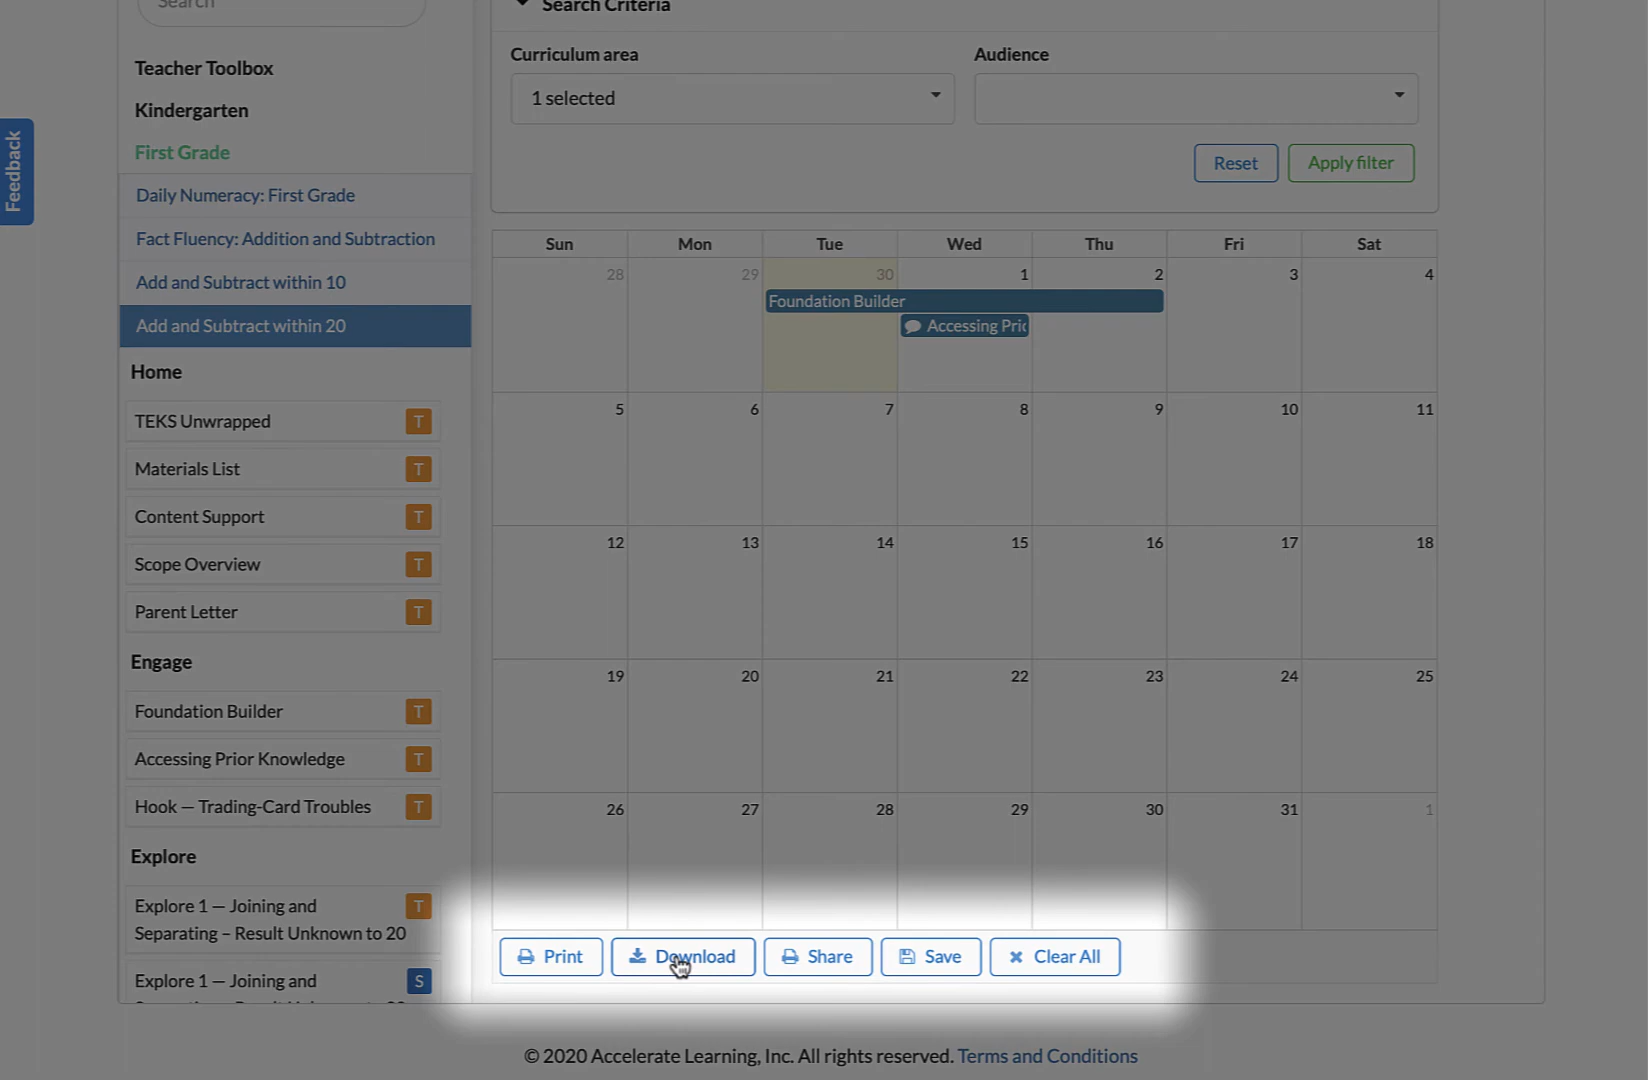 Search
Search Criteria
Teacher Toolbox
Kindergarten
First Grade
Daily Numeracy: First Grade
Fact Fluency: Addition and Subtraction
Add and Subtract within 10
Add and Subtract within 20
Home
TEKS Unwrapped T
Materials List T
Content Support T
Scope Overview T
Parent Letter T
Engage
Foundation Builder T
Accessing Prior Knowledge T
Hook — Trading-Card Troubles T
Explore
Explore 1 — Joining and T
Separating – Result Unknown to 20
Explore 1 — Joining and S
Feedback
Curriculum area Audience
1 selected
Reset Apply filter
Sun Mon Tue Wed Thu Fri Sat
28 29 30 1 2 3 4
Foundation Builder
Accessing Pric
5 6 7 8 9 10 11
12 13 14 15 16 17 18
19 20 21 22 23 24 25
26 27 28 29 30 31 1
Print Download Share Save Clear All
© 2020 Accelerate Learning, Inc. All rights reserved. Terms and Conditions